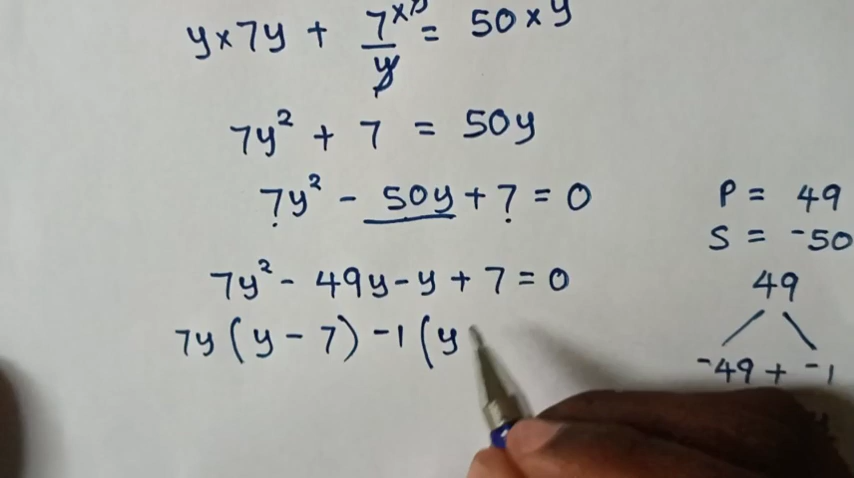 y×7y + 7×y/y = 50×y
7y² + 7 = 50y
7y² - 50y + 7 = 0
P = 49
S = -50
7y² - 49y - y + 7 = 0
49
7y (y - 7) -1 (y
-49 + -1